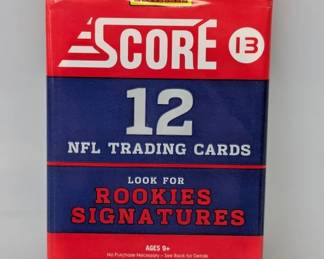 SCORE 13
12
NFL TRADING CARDS
LOOK FOR
ROOKIES
SIGNATURES
AGES 9+
No Purchase Necessary – See Back for Details